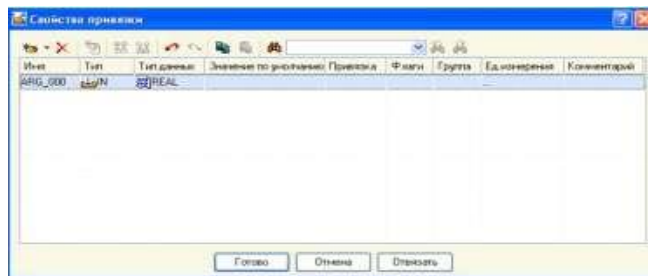 Свойства привязки
Имя Тип Тип данных Значение по умолчанию Привязка Флаги Группа Ед.измерения Комментарий
ARG_000 IN REAL ...
Готово Отмена Отвязать